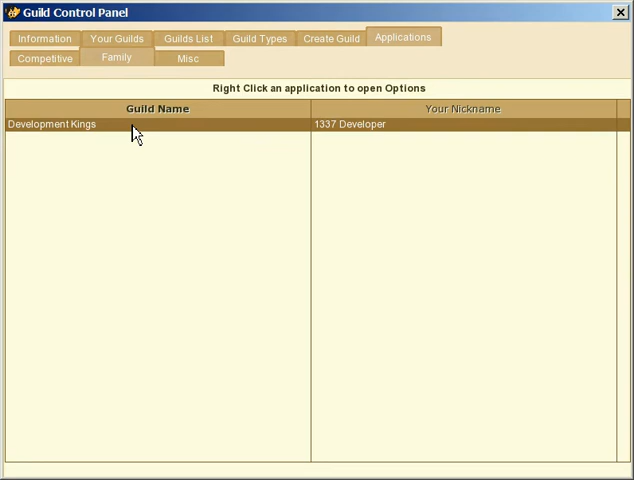 Guild Control Panel
Information Your Guilds Guilds List Guild Types Create Guild Applications
Competitive Family Misc
Right Click an application to open Options
Guild Name Your Nickname
Development Kings 1337 Developer